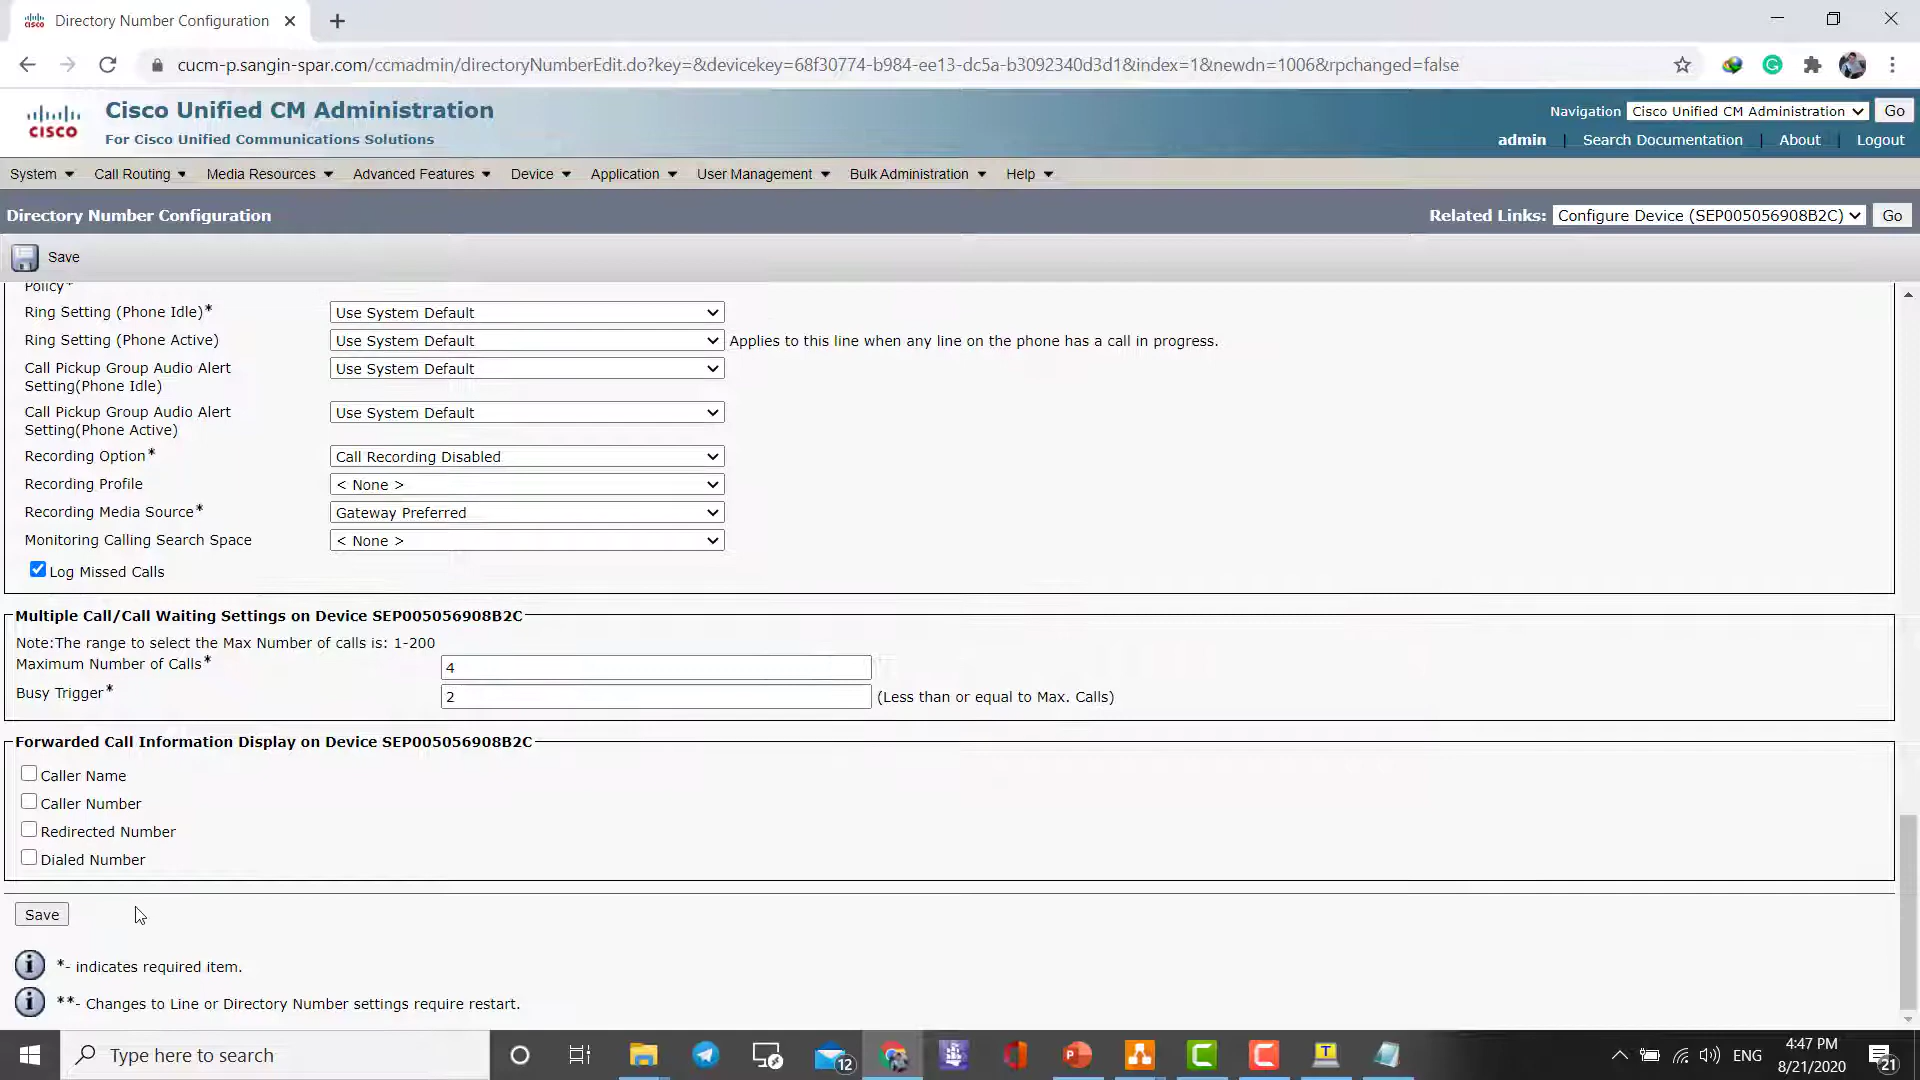 Directory Number Configuration
cucm-p.sangin-spar.com/ccmadmin/directoryNumberEdit.do?key=&devicekey=68f30774-b984-ee13-dc5a-b3092340d3d1&index=1&newdn=1006&rpchanged=false
CISCO
Cisco Unified CM Administration
For Cisco Unified Communications Solutions
Navigation Cisco Unified CM Administration Go
admin | Search Documentation | About | Logout
System Call Routing Media Resources Advanced Features Device Application User Management Bulk Administration Help
Directory Number Configuration
Related Links: Configure Device (SEP005056908B2C) Go
Save
Policy*
Ring Setting (Phone Idle)* Use System Default
Ring Setting (Phone Active) Use System Default Applies to this line when any line on the phone has a call in progress.
Call Pickup Group Audio Alert Setting(Phone Idle) Use System Default
Call Pickup Group Audio Alert Setting(Phone Active) Use System Default
Recording Option* Call Recording Disabled
Recording Profile < None >
Recording Media Source* Gateway Preferred
Monitoring Calling Search Space < None >
Log Missed Calls
Multiple Call/Call Waiting Settings on Device SEP005056908B2C
Note:The range to select the Max Number of calls is: 1-200
Maximum Number of Calls* 4
Busy Trigger* 2 (Less than or equal to Max. Calls)
Forwarded Call Information Display on Device SEP005056908B2C
Caller Name
Caller Number
Redirected Number
Dialed Number
Save
*- indicates required item.
**- Changes to Line or Directory Number settings require restart.
Type here to search
12
ENG
4:47 PM
8/21/2020
21